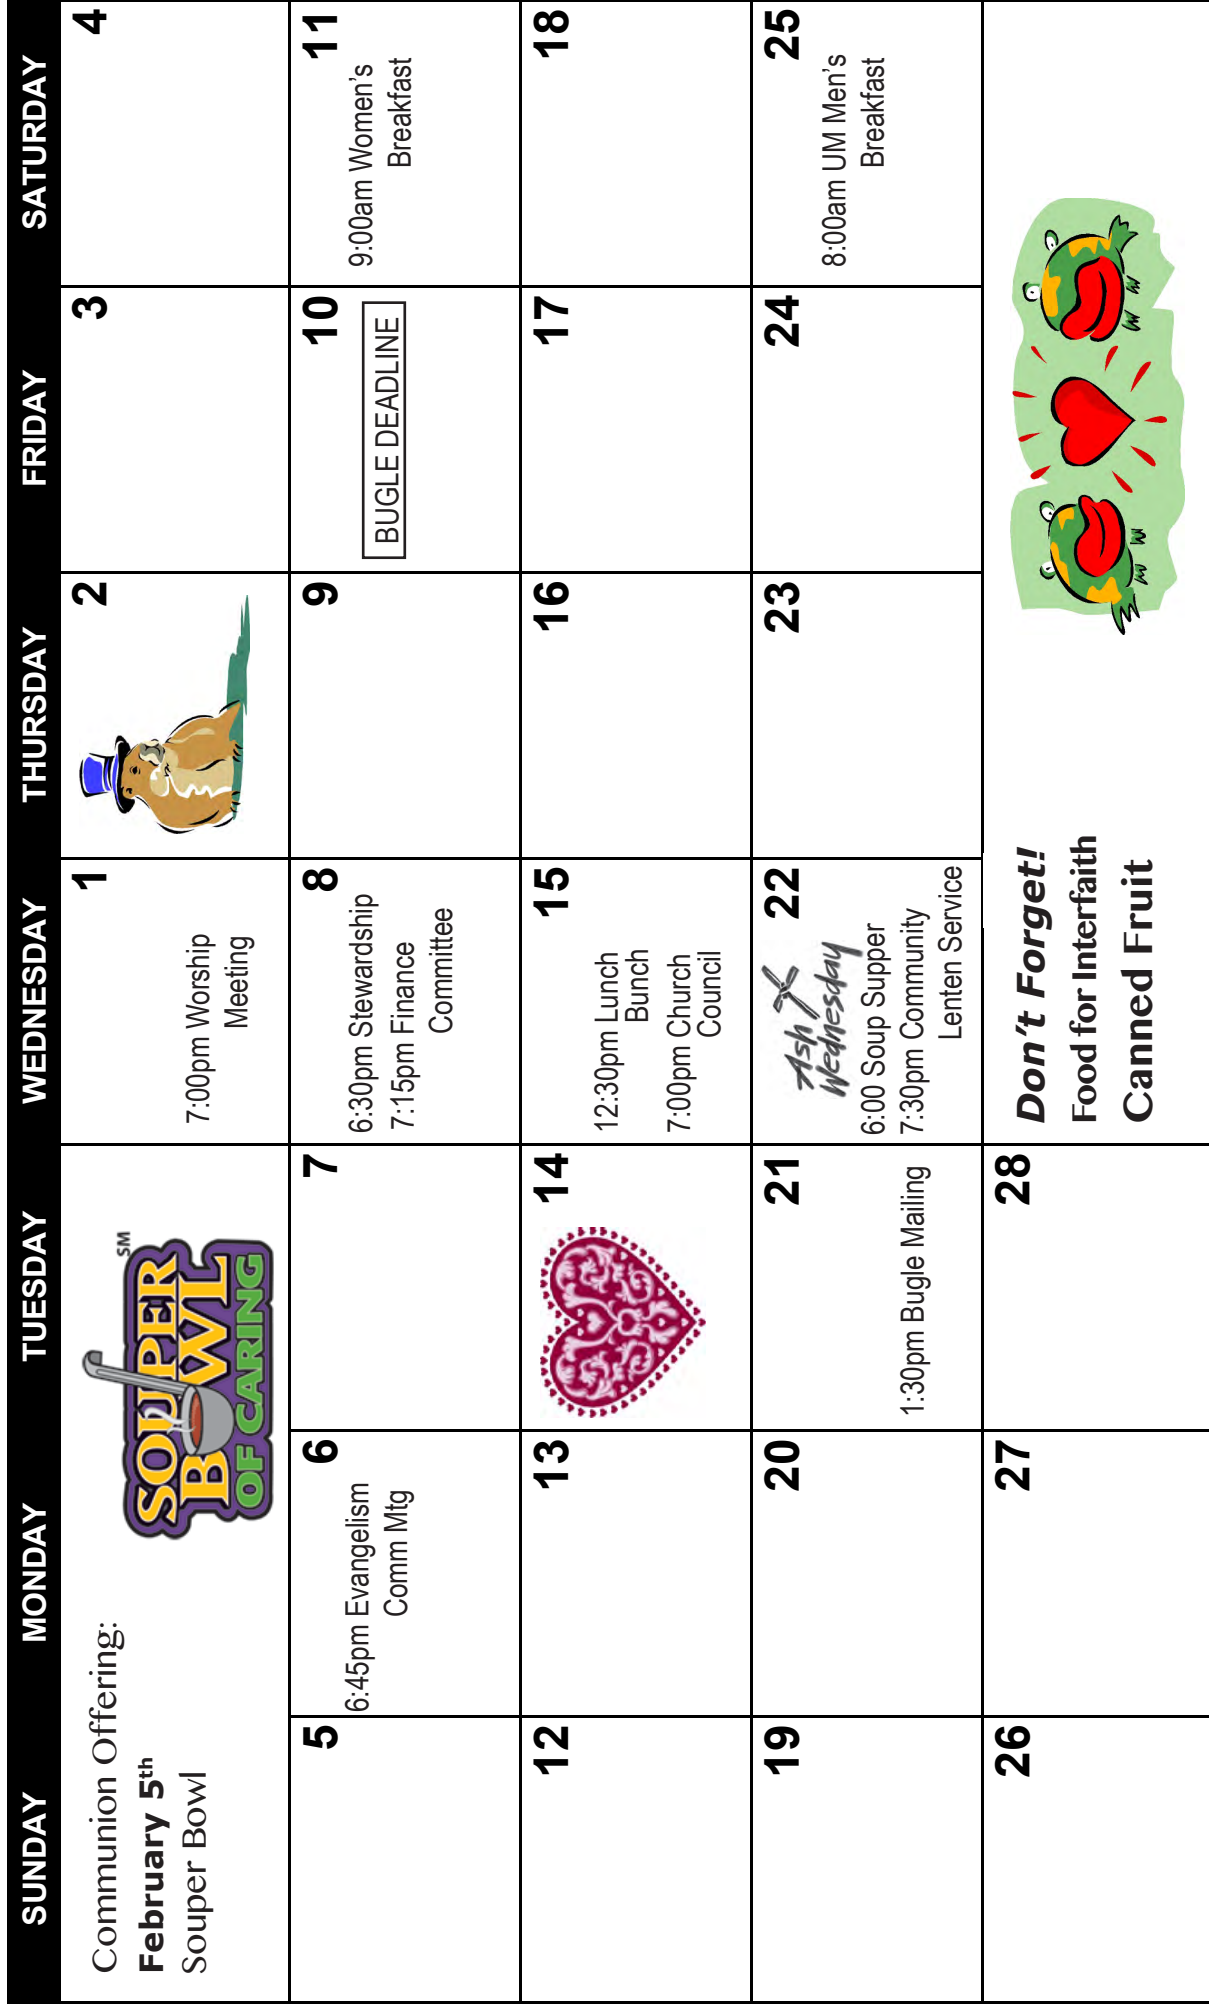 SUNDAY MONDAY TUESDAY WEDNESDAY THURSDAY FRIDAY SATURDAY
Communion Offering:
February 5th
Souper Bowl
SOUPER
BOWL
OF CARING
SM
1
7:00pm Worship
Meeting
2
3
4
5
6
6:45pm Evangelism
Comm Mtg
7
8
6:30pm Stewardship
7:15pm Finance
Committee
9
10
BUGLE DEADLINE
11
9:00am Women's
Breakfast
12
13
14
15
12:30pm Lunch
Bunch
7:00pm Church
Council
16
17
18
19
20
21
1:30pm Bugle Mailing
22
Ash
Wednesday
6:00 Soup Supper
7:30pm Community
Lenten Service
23
24
25
8:00am UM Men's
Breakfast
26
27
28
Don't Forget!
Food for Interfaith
Canned Fruit